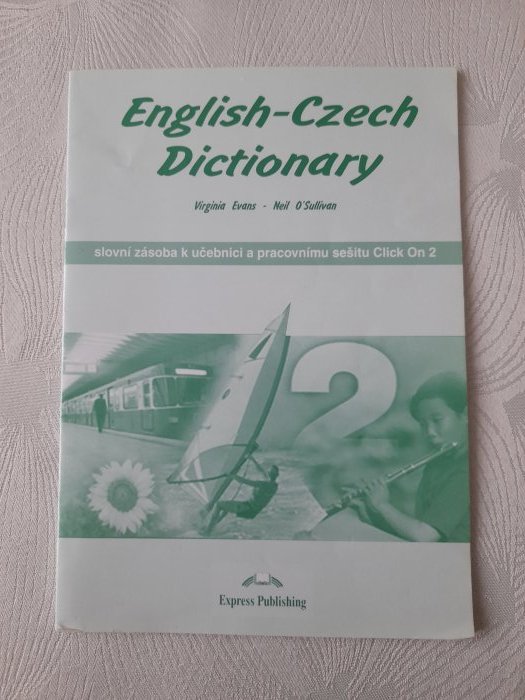 English-Czech
Dictionary
Virginia Evans - Neil O'Sullivan
slovní zásoba k učebnici a pracovnímu sešitu Click On 2
2
Express Publishing